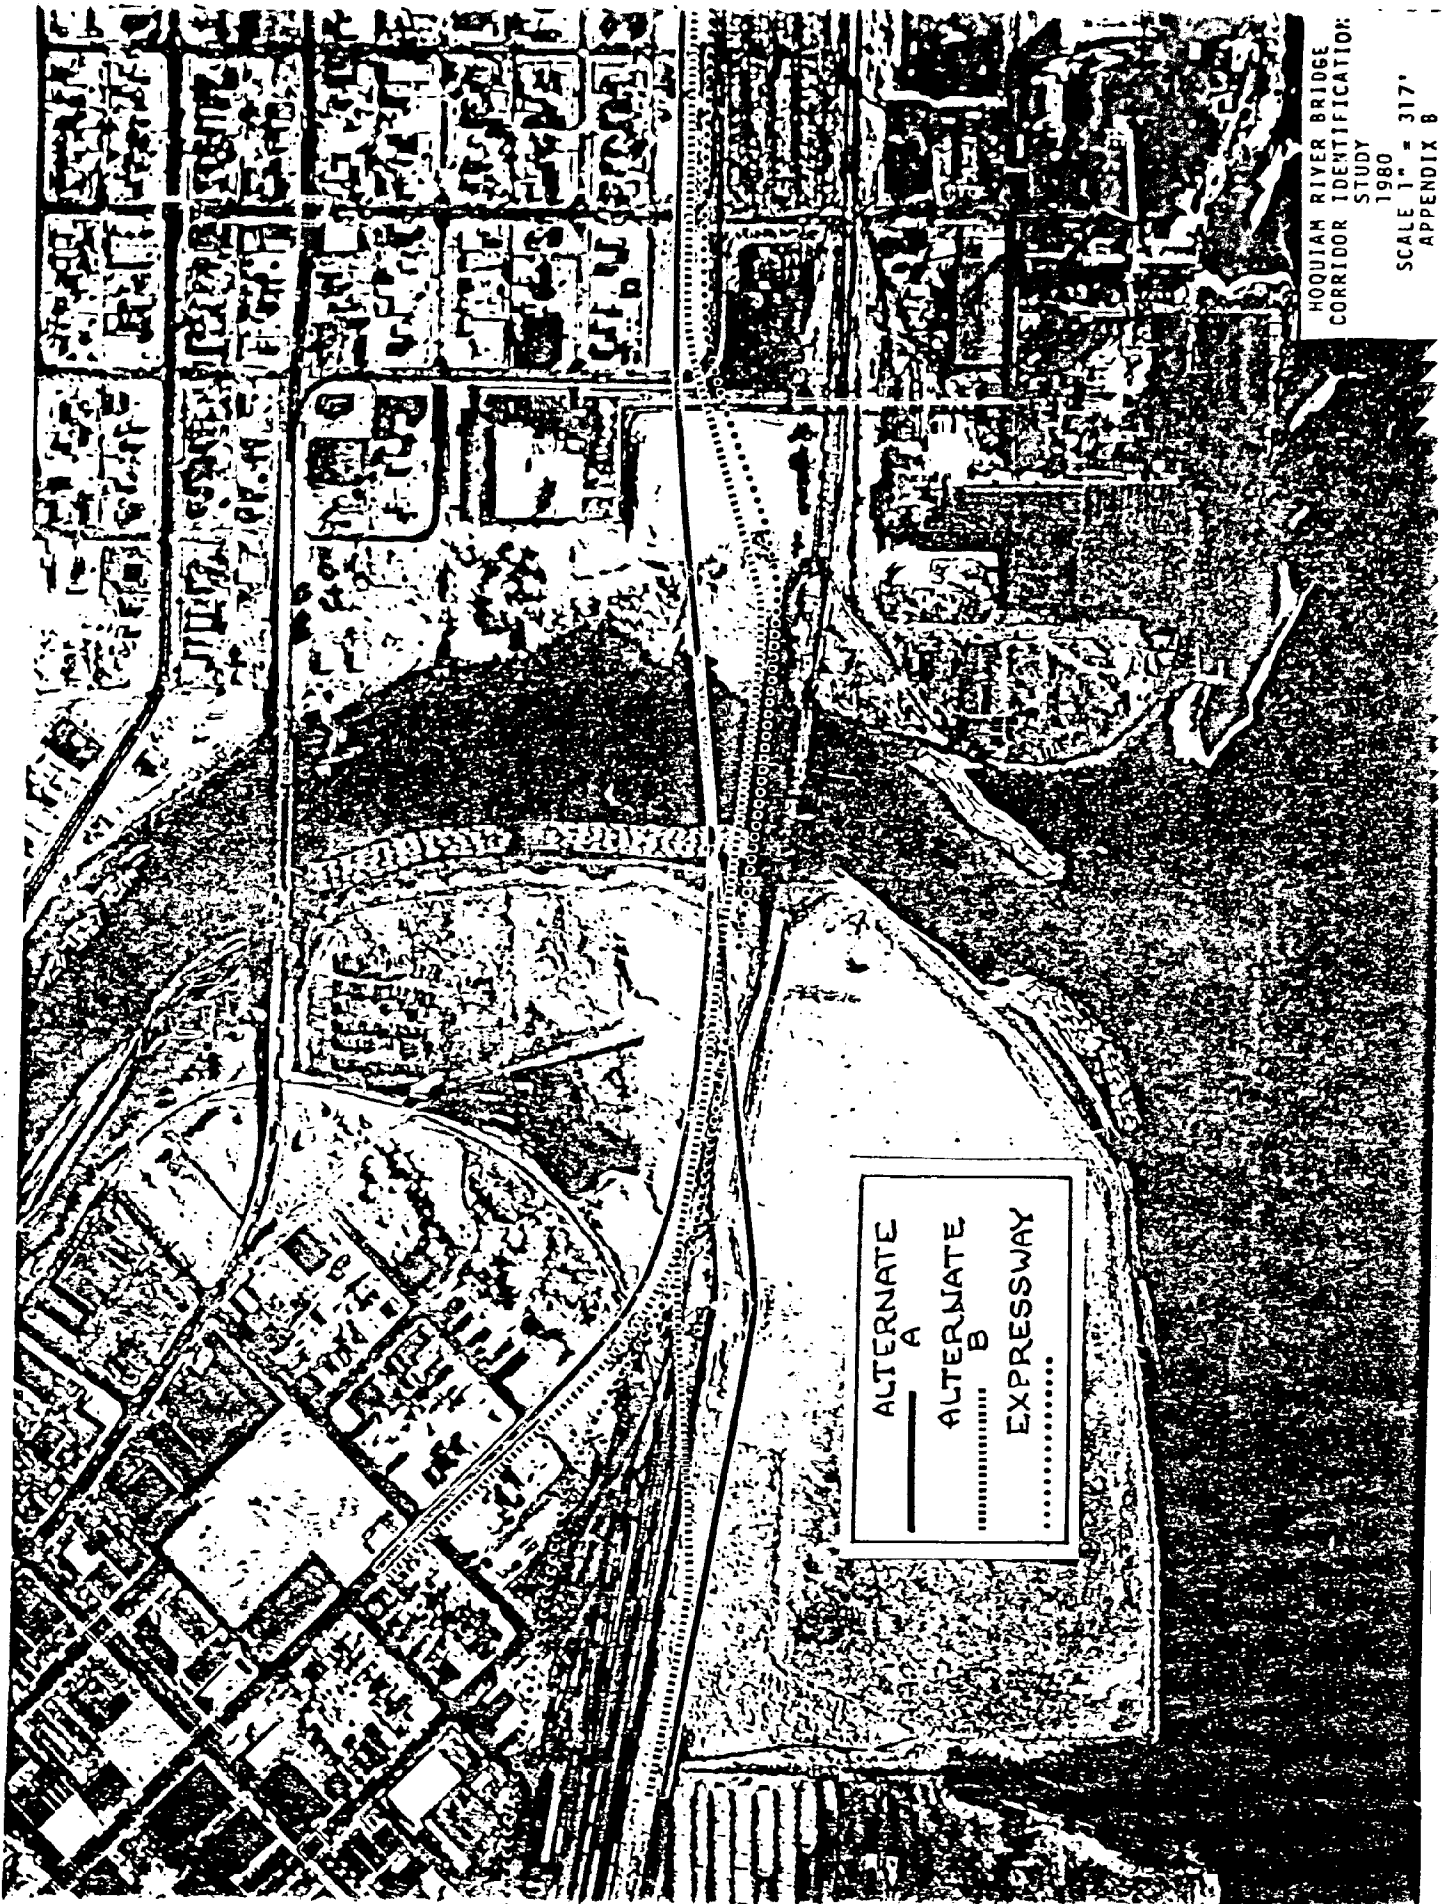 HOQUIAM RIVER BRIDGE
CORRIDOR IDENTIFICATION
STUDY
1980
SCALE 1" = 317'
APPENDIX B
ALTERNATE
A
ALTERNATE
B
EXPRESSWAY